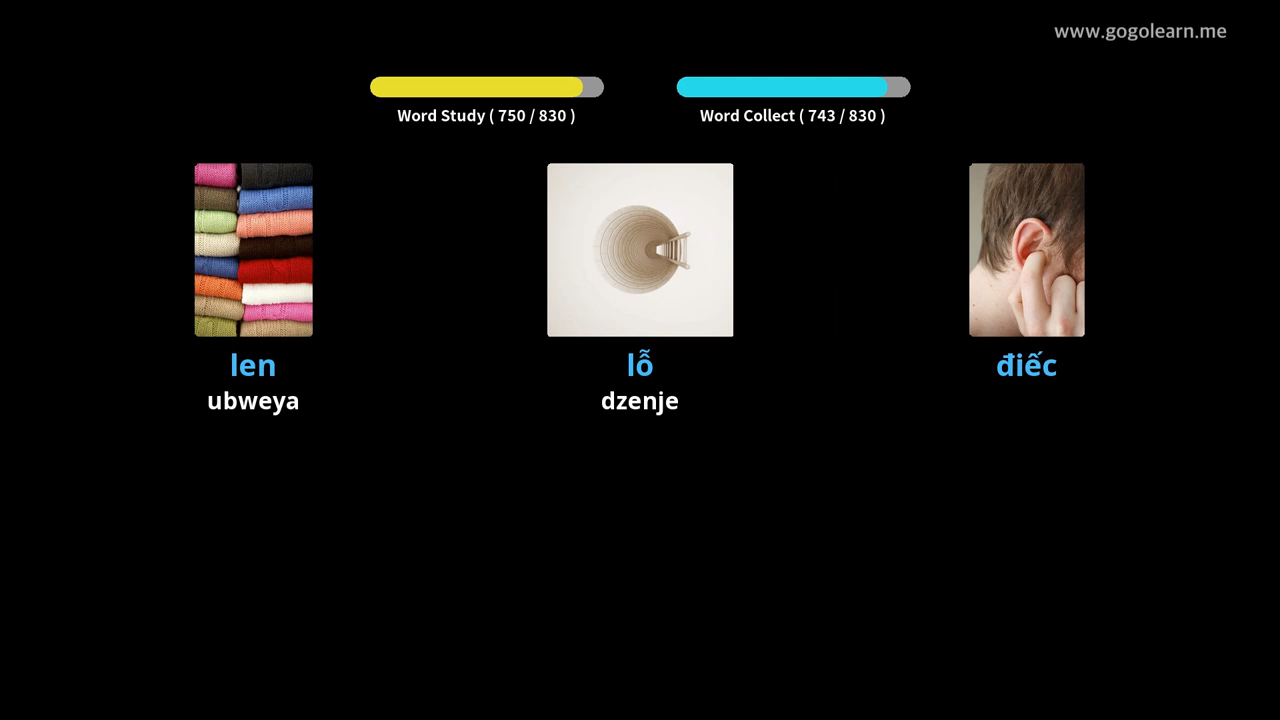 www.gogolearn.me
Word Study ( 750 / 830 )
Word Collect ( 743 / 830 )
len
lỗ
điếc
ubweya
dzenje